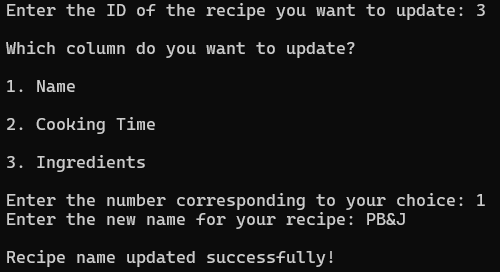 Enter the ID of the recipe you want to update: 3
Which column do you want to update?
1. Name
2. Cooking Time
3. Ingredients
Enter the number corresponding to your choice: 1
Enter the new name for your recipe: PB&J
Recipe name updated successfully!